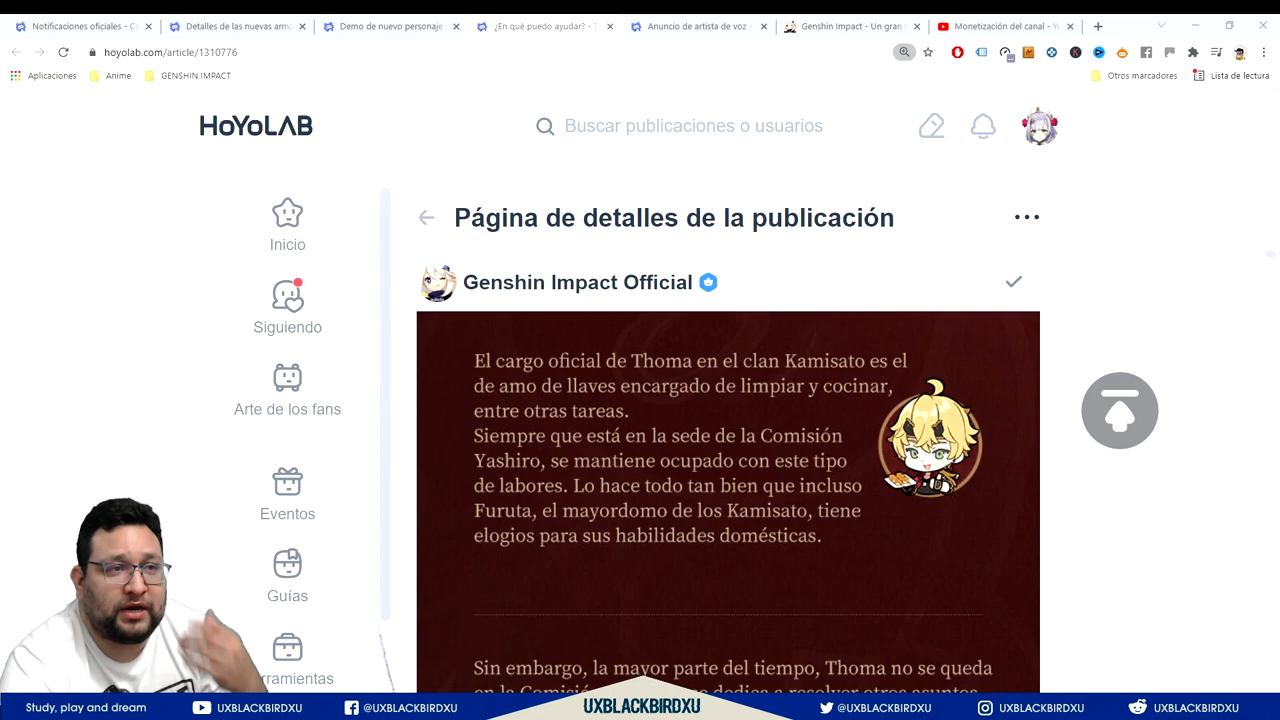 Notificaciones oficiales - Co
Detalles de las nuevas arma
Demo de nuevo personaje
¿En qué puedo ayudar? - T
Anuncio de artista de voz -
Genshin Impact - Un gran
Monetización del canal - Yo
hoyolab.com/article/1310776
Aplicaciones
Anime
GENSHIN IMPACT
Otros marcadores
Lista de lectura
HoYoLAB
Buscar publicaciones o usuarios
Inicio
Siguiendo
Arte de los fans
Eventos
Guías
rramientas
Página de detalles de la publicación
Genshin Impact Official
El cargo oficial de Thoma en el clan Kamisato es el
de amo de llaves encargado de limpiar y cocinar,
entre otras tareas.
Siempre que está en la sede de la Comisión
Yashiro, se mantiene ocupado con este tipo
de labores. Lo hace todo tan bien que incluso
Furuta, el mayordomo de los Kamisato, tiene
elogios para sus habilidades domésticas.
Sin embargo, la mayor parte del tiempo, Thoma no se queda
Study, play and dream
UXBLACKBIRDXU
@UXBLACKBIRDXU
UXBLACKBIRDXU
@UXBLACKBIRDXU
UXBLACKBIRDXU
UXBLACKBIRDXU